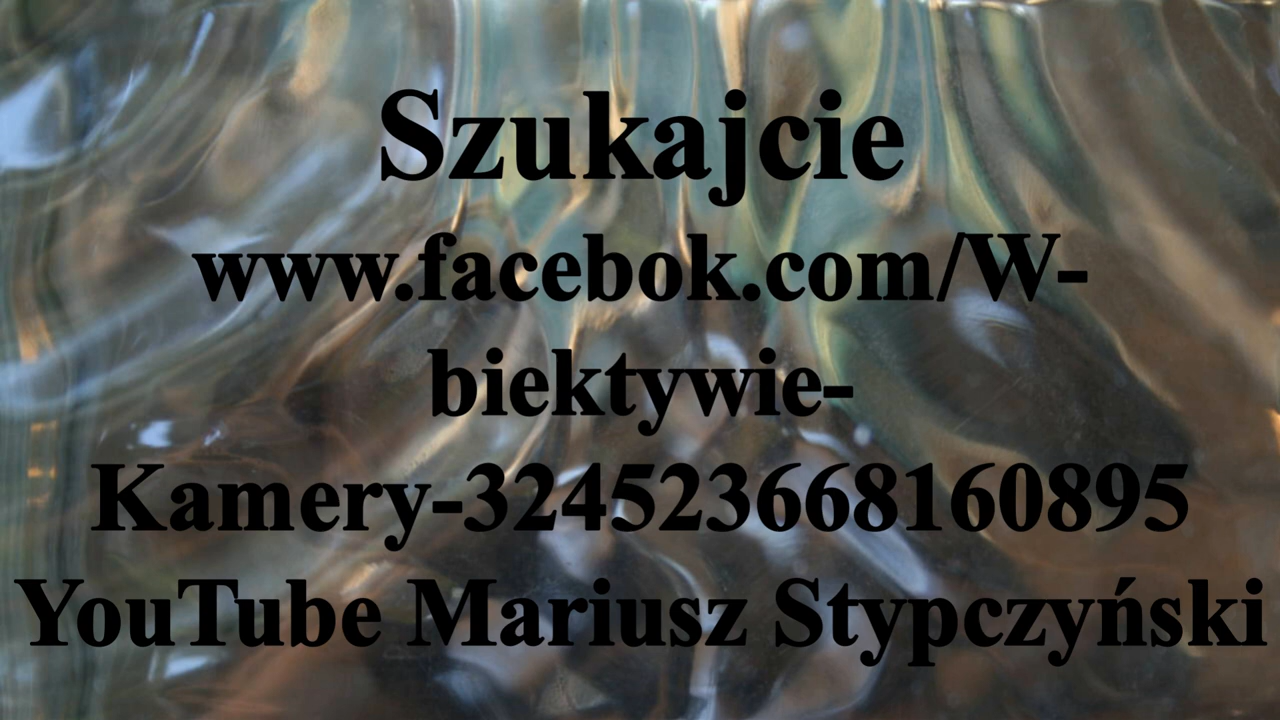 Szukajcie
www.facebok.com/W-
biektywie-
Kamery-324523668160895
YouTube Mariusz Stypczyński